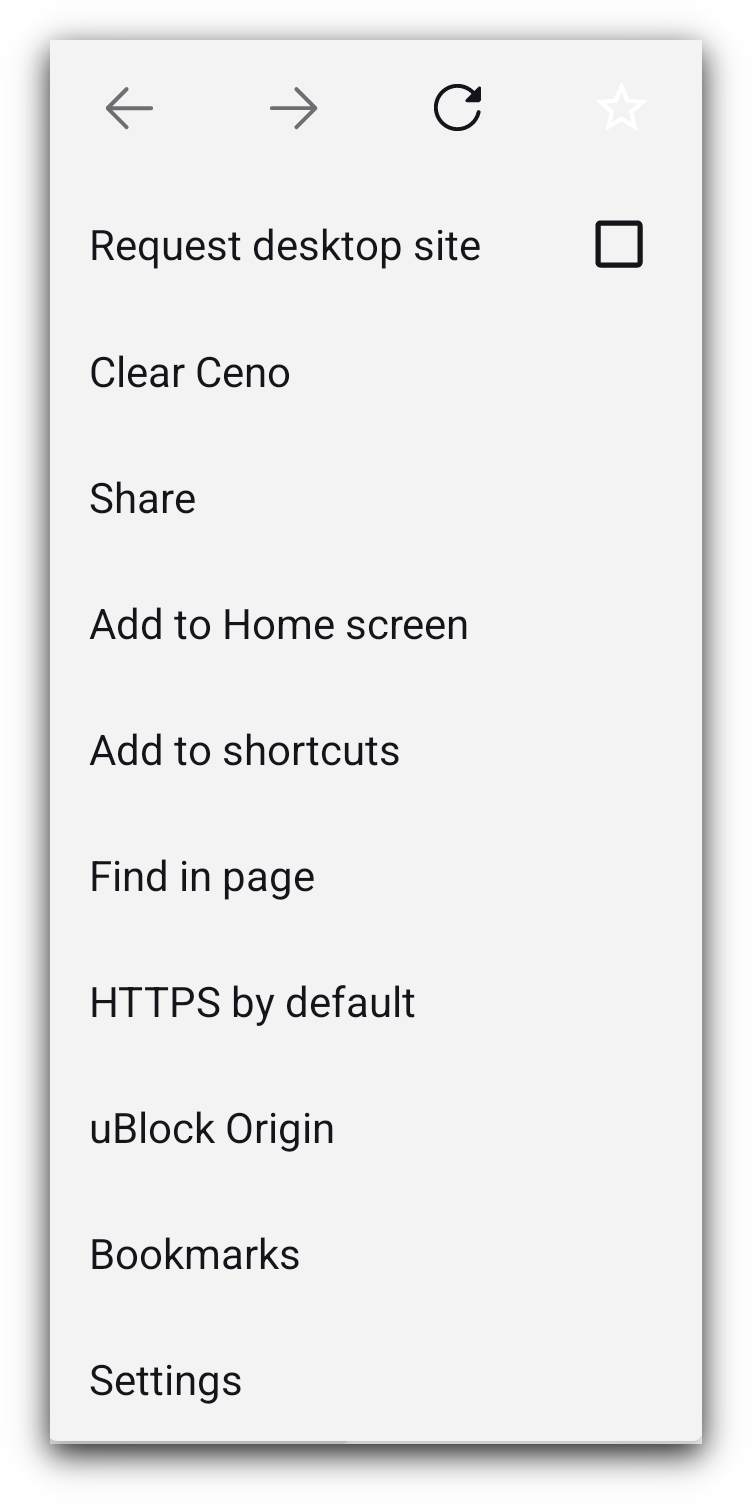 Request desktop site
Clear Ceno
Share
Add to Home screen
Add to shortcuts
Find in page
HTTPS by default
uBlock Origin
Bookmarks
Settings